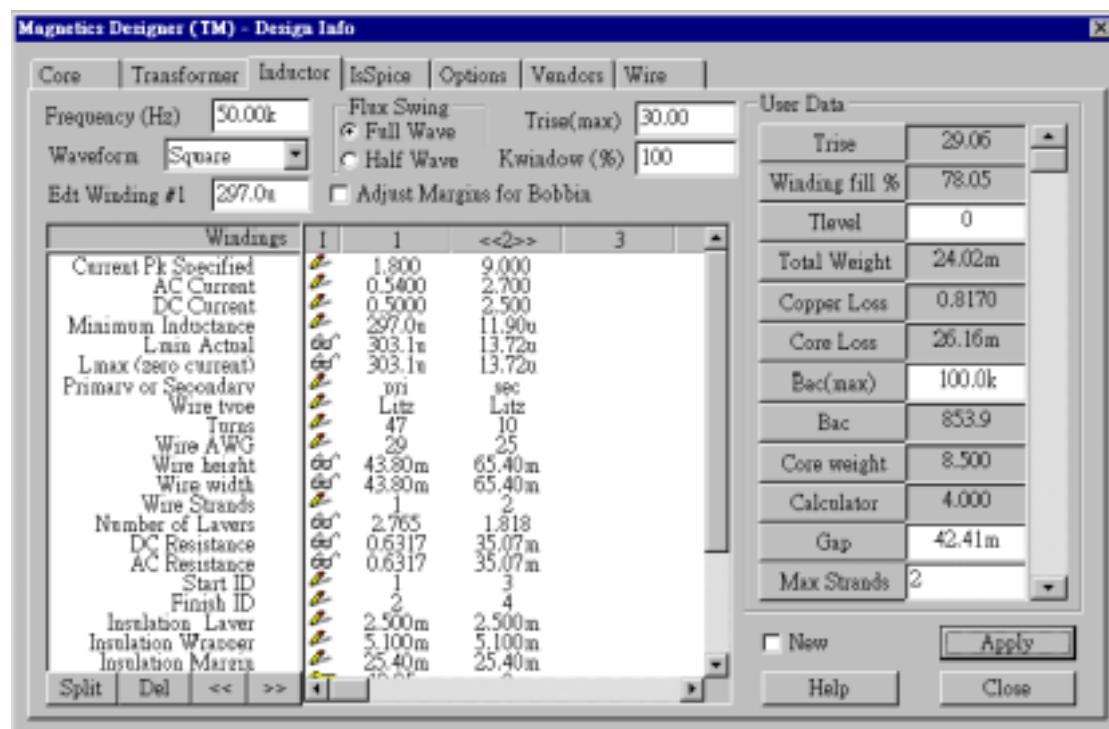 Magnetics Designer (TM) - Design Info
Core Transformer Inductor IsSpice Options Vendors Wire
Frequency (Hz) 50.00k
Waveform Square
Edt Winding #1 297.0u
Flux Swing
Full Wave
Half Wave
Trise(max) 30.00
Kwindow (%) 100
Adjust Margins for Bobbin
Windings I 1 <<2>> 3
Current Pk Specified 1.800 9.000
AC Current 0.5400 2.700
DC Current 0.5000 2.500
Minimum Inductance 297.0u 11.90u
Lmin Actual 303.1u 13.72u
Lmax (zero current) 303.1u 13.72u
Primary or Secondary pri sec
Wire type Litz Litz
Turns 47 10
Wire AWG 29 25
Wire height 43.80m 65.40m
Wire width 43.80m 65.40m
Wire Strands 1 2
Number of Layers 2.765 1.818
DC Resistance 0.6317 35.07m
AC Resistance 0.6317 35.07m
Start ID 1 3
Finish ID 2 4
Insulation Layer 2.500m 2.500m
Insulation Wrapper 5.100m 5.100m
Insulation Margin 25.40m 25.40m
Split Del << >>
User Data
Trise 29.06
Winding fill % 78.05
Tlevel 0
Total Weight 24.02m
Copper Loss 0.8170
Core Loss 26.16m
Bac(max) 100.0k
Bac 853.9
Core weight 8.500
Calculator 4.000
Gap 42.41m
Max Strands 2
New Apply
Help Close